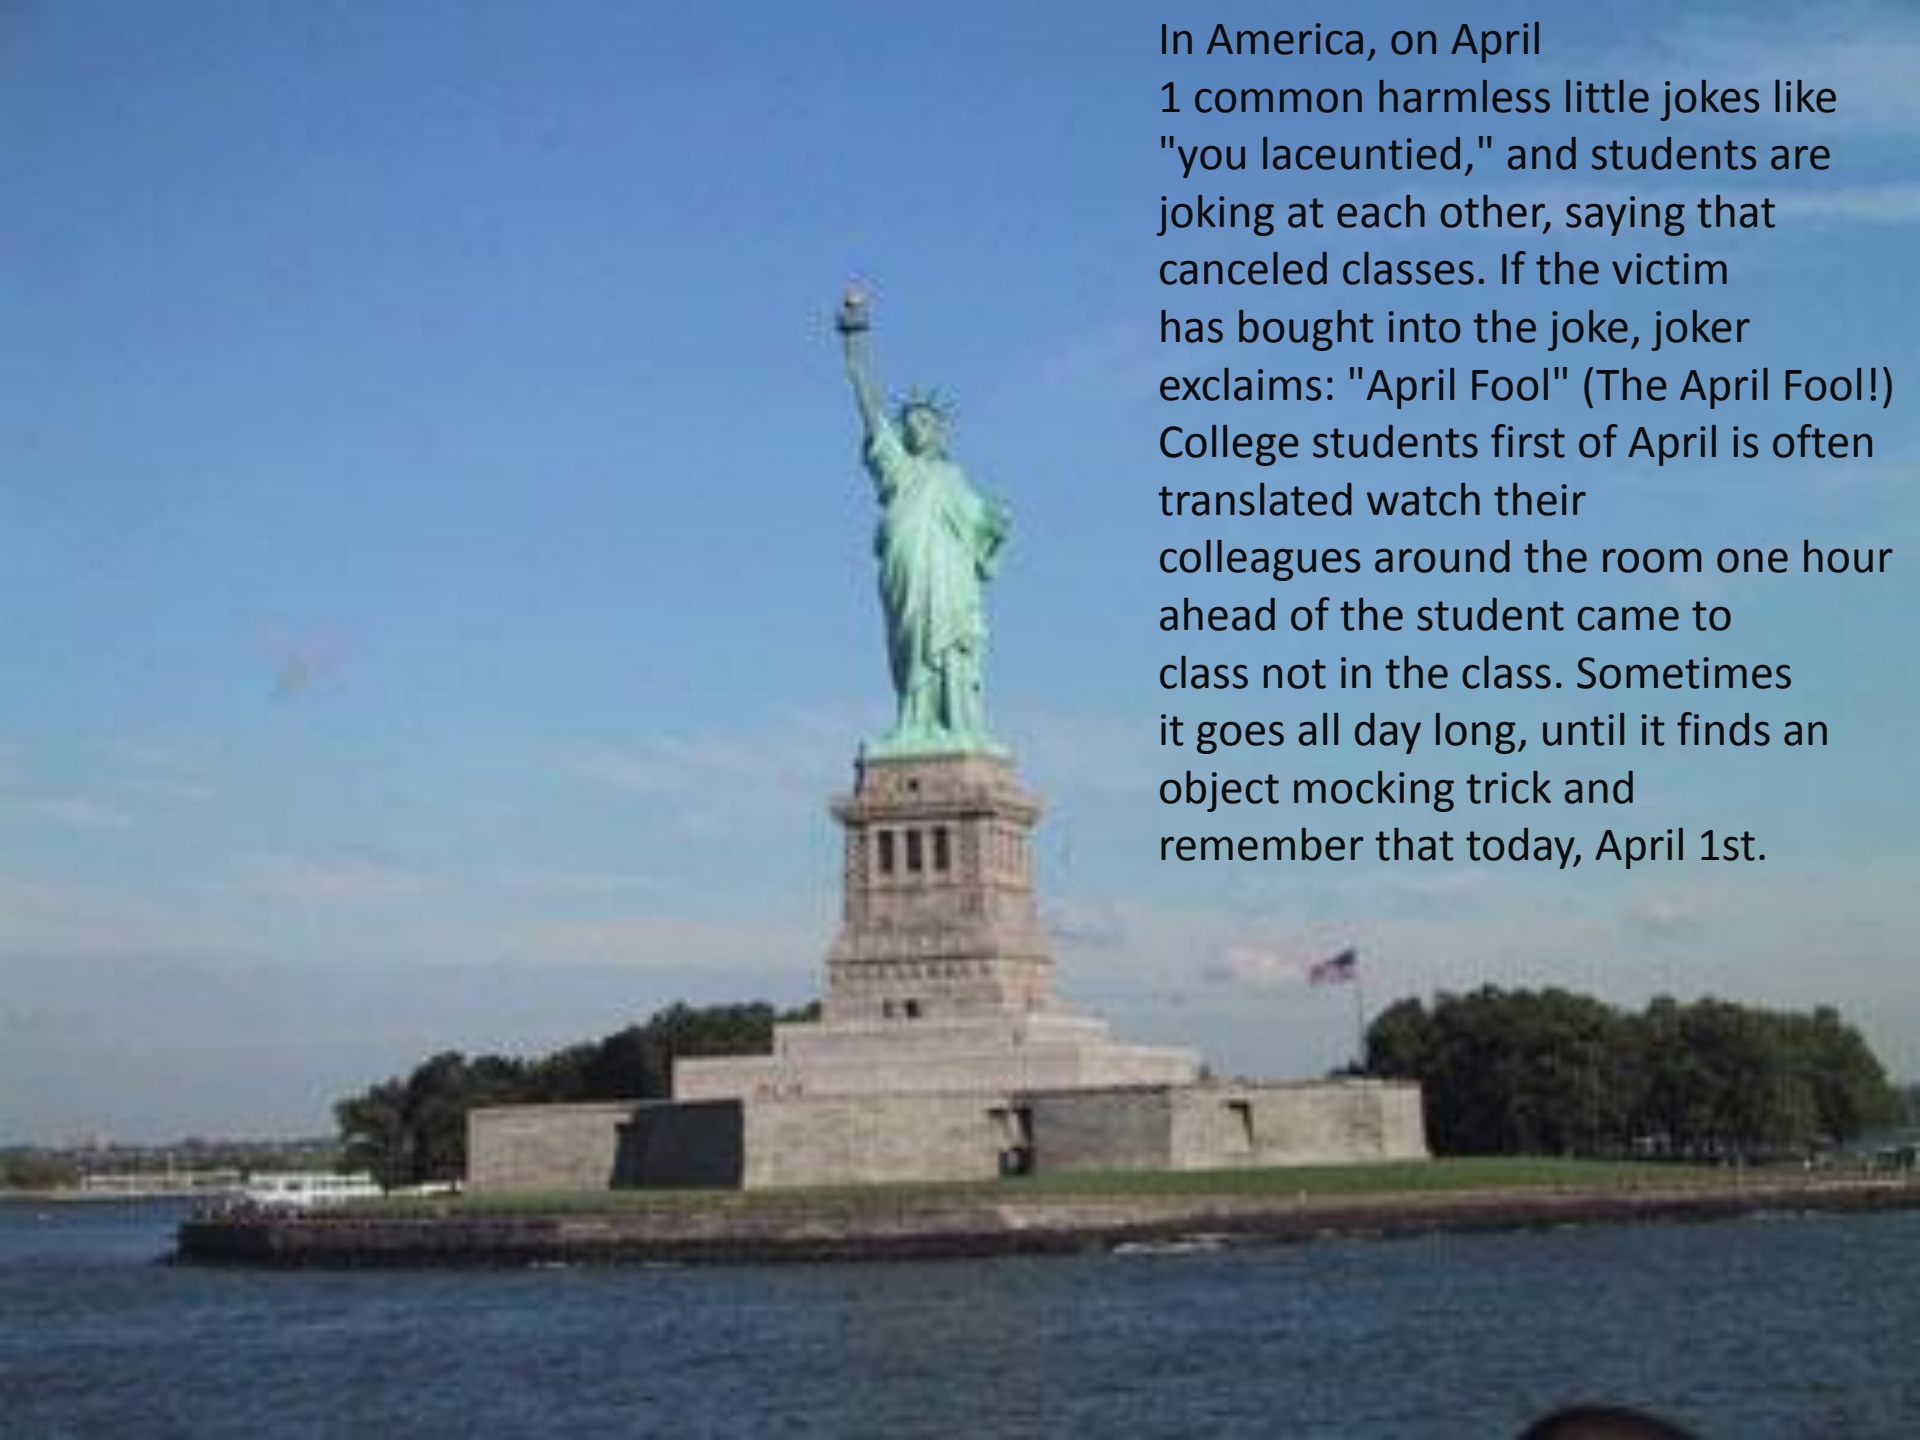 In America, on April
1 common harmless little jokes like
"you laceuntied," and students are
joking at each other, saying that
canceled classes. If the victim
has bought into the joke, joker
exclaims: "April Fool" (The April Fool!)
College students first of April is often
translated watch their
colleagues around the room one hour
ahead of the student came to
class not in the class. Sometimes
it goes all day long, until it finds an
object mocking trick and
remember that today, April 1st.